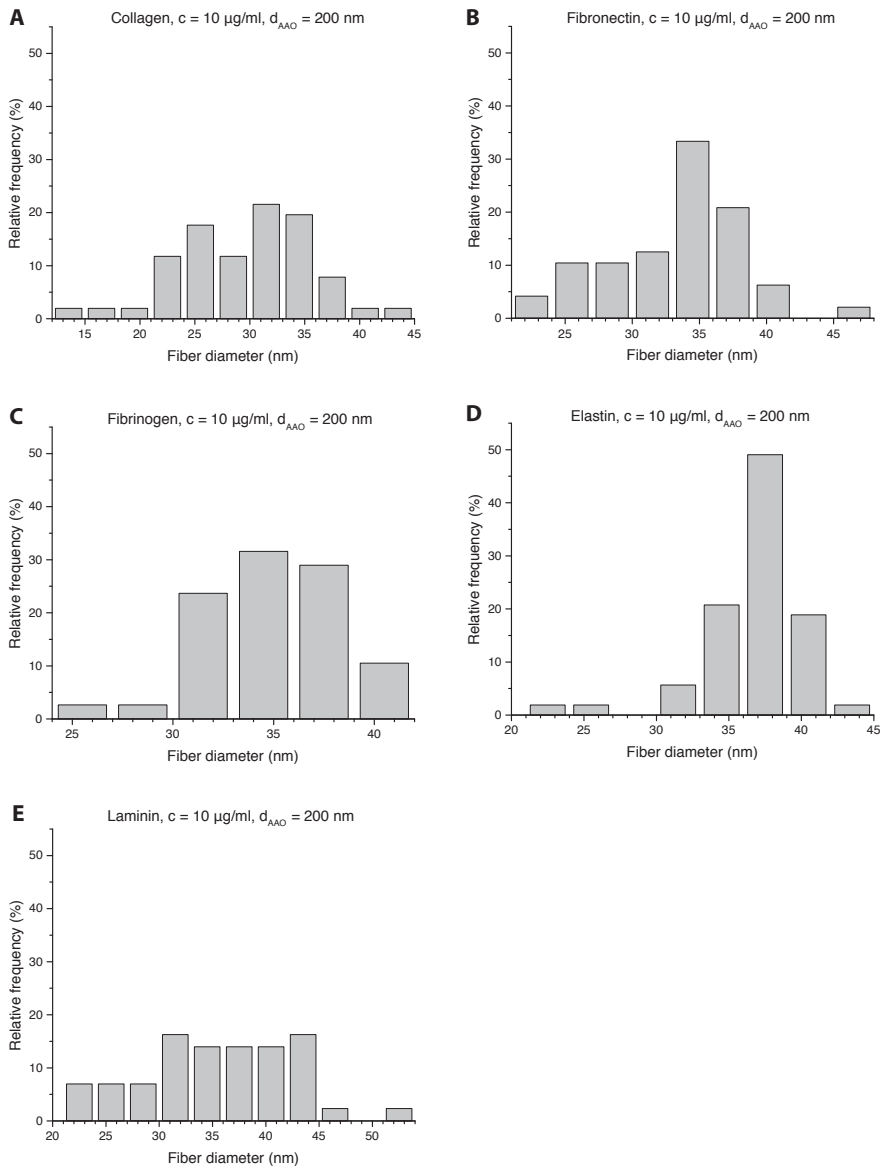 A
Collagen, c = 10 µg/ml, dAAO = 200 nm
Relative frequency (%)
50
40
30
20
10
0
15 20 25 30 35 40 45
Fiber diameter (nm)
B
Fibronectin, c = 10 µg/ml, dAAO = 200 nm
Relative frequency (%)
50
40
30
20
10
0
25 30 35 40 45
Fiber diameter (nm)
C
Fibrinogen, c = 10 µg/ml, dAAO = 200 nm
Relative frequency (%)
50
40
30
20
10
0
25 30 35 40
Fiber diameter (nm)
D
Elastin, c = 10 µg/ml, dAAO = 200 nm
Relative frequency (%)
50
40
30
20
10
0
20 25 30 35 40 45
Fiber diameter (nm)
E
Laminin, c = 10 µg/ml, dAAO = 200 nm
Relative frequency (%)
50
40
30
20
10
0
20 25 30 35 40 45 50
Fiber diameter (nm)